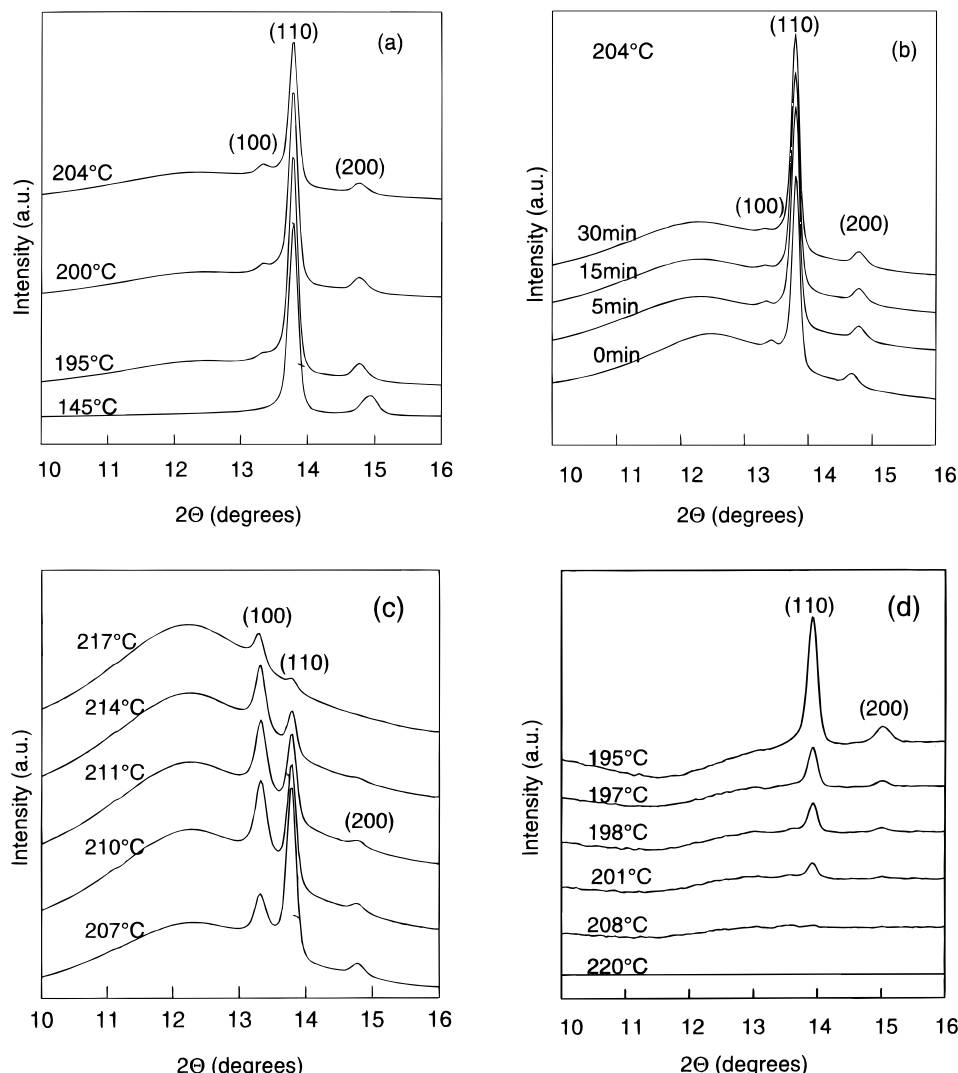 (110)
(a)
(100)
(200)
204°C
200°C
195°C
145°C
Intensity (a.u.)
10 11 12 13 14 15 16
2Θ (degrees)
(110)
204°C
(b)
(100)
(200)
30min
15min
5min
0min
Intensity (a.u.)
10 11 12 13 14 15 16
2Θ (degrees)
(c)
(100)
(110)
217°C
214°C
211°C
(200)
210°C
207°C
Intensity (a.u.)
10 11 12 13 14 15 16
2Θ (degrees)
(110)
(d)
(200)
195°C
197°C
198°C
201°C
208°C
220°C
Intensity (a.u.)
10 11 12 13 14 15 16
2Θ (degrees)